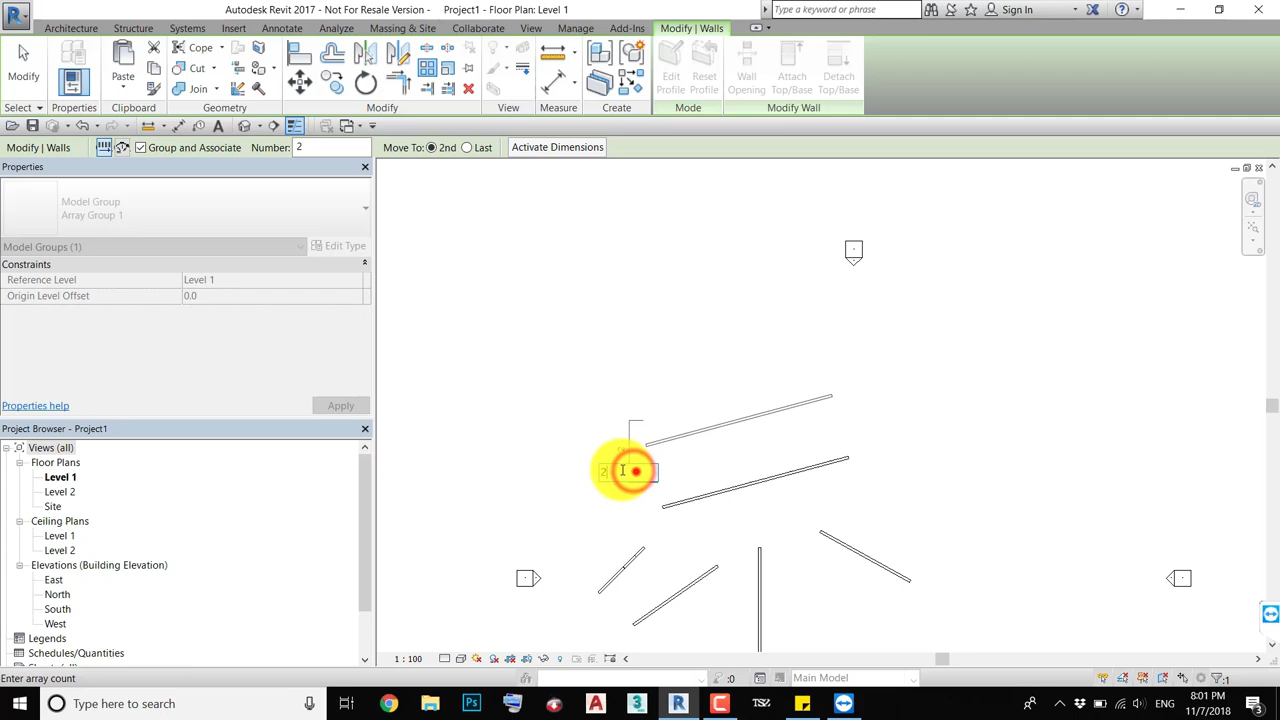 Autodesk Revit 2017 - Not For Resale Version - Project1 - Floor Plan: Level 1
Type a keyword or phrase
Sign In
Architecture Structure Systems Insert Annotate Analyze Massing & Site Collaborate View Manage Add-Ins Modify | Walls
Modify
Paste
Cope
Cut
Join
Edit Profile
Reset Profile
Wall Opening
Attach Top/Base
Detach Top/Base
Select Properties Clipboard Geometry Modify View Measure Create Mode Modify Wall
Modify | Walls Group and Associate Number: 2 Move To: 2nd Last Activate Dimensions
Properties
Model Group
Array Group 1
Model Groups (1) Edit Type
Constraints
Reference Level Level 1
Origin Level Offset 0.0
Properties help Apply
Project Browser - Project1
Views (all)
Floor Plans
Level 1
Level 2
Site
Ceiling Plans
Level 1
Level 2
Elevations (Building Elevation)
East
North
South
West
Legends
Schedules/Quantities
2
1 : 100
Enter array count
:0
Main Model
:1
Type here to search
ENG
8:01 PM
11/7/2018
3